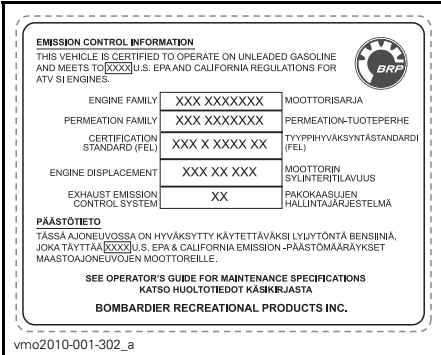 EMISSION CONTROL INFORMATION
THIS VEHICLE IS CERTIFIED TO OPERATE ON UNLEADED GASOLINE
AND MEETS TO XXXX U.S. EPA AND CALIFORNIA REGULATIONS FOR
ATV SI ENGINES.
BRP
ENGINE FAMILY XXX XXXXXXX MOOTTORISARJA
PERMEATION FAMILY XXX XXXXXXX PERMEATION-TUOTEPERHE
CERTIFICATION STANDARD (FEL) XXX X XXXX XX TYYPPIHYVÄKSYNTÄSTANDARDI (FEL)
ENGINE DISPLACEMENT XXX XX XXX MOOTTORIN SYLINTERITILAVUUS
EXHAUST EMISSION CONTROL SYSTEM XX PAKOKAASUJEN HALLINTAJÄRJESTELMÄ
PÄÄSTÖTIETO
TÄSSÄ AJONEUVOSSA ON HYVÄKSYTTY KÄYTETTÄVÄKSI LYIJYTÖNTÄ BENSIINIÄ,
JOKA TÄYTTÄÄ XXXX U.S. EPA & CALIFORNIA EMISSION -PÄÄSTÖMÄÄRÄYKSET
MAASTOAJONEUVOJEN MOOTTOREILLE.
SEE OPERATOR'S GUIDE FOR MAINTENANCE SPECIFICATIONS
KATSO HUOLTOTIEDOT KÄSIKIRJASTA
BOMBARDIER RECREATIONAL PRODUCTS INC.
vmo2010-001-302_a